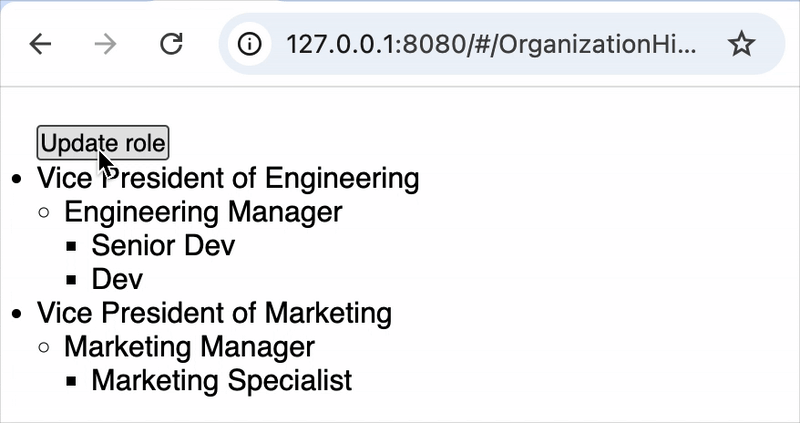 127.0.0.1:8080/#/OrganizationHi...
Update role
Vice President of Engineering
Engineering Manager
Senior Dev
Dev
Vice President of Marketing
Marketing Manager
Marketing Specialist